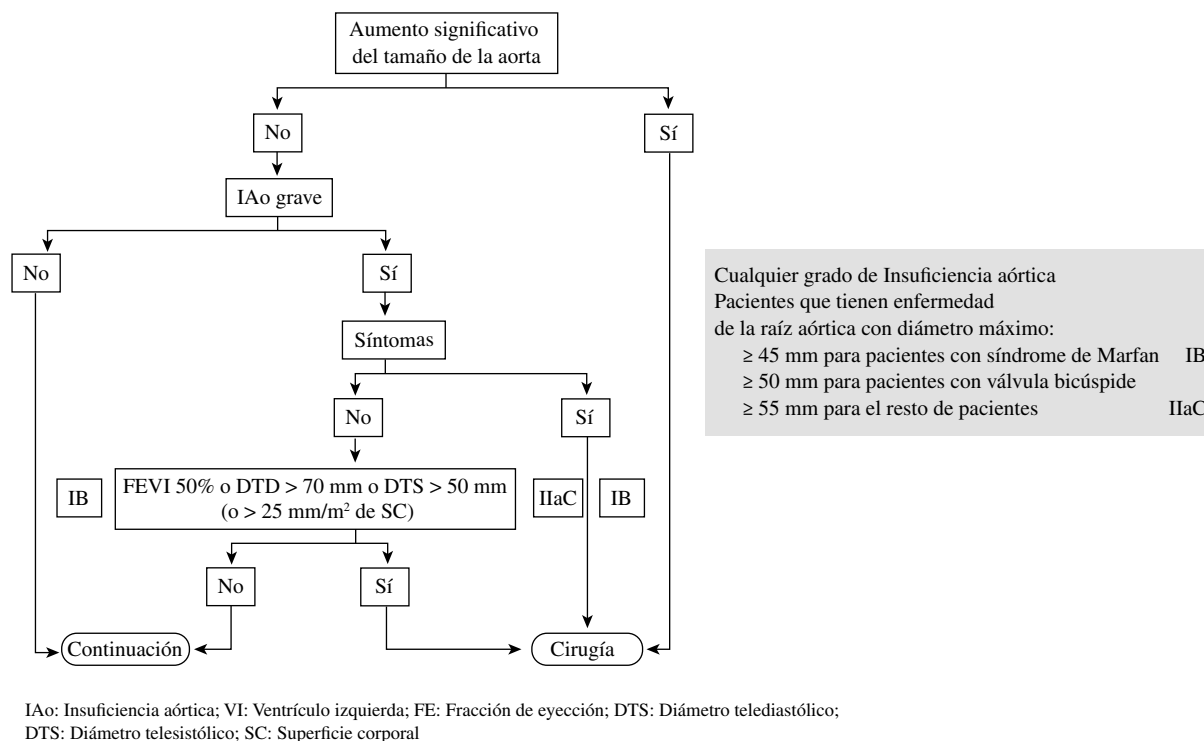 Aumento significativo
del tamaño de la aorta
No
Sí
IAo grave
No
Sí
Síntomas
No
Sí
IB
FEVI 50% o DTD > 70 mm o DTS > 50 mm
(o > 25 mm/m² de SC)
IIaC
IB
No
Sí
Continuación
Cirugía
Cualquier grado de Insuficiencia aórtica
Pacientes que tienen enfermedad
de la raíz aórtica con diámetro máximo:
≥ 45 mm para pacientes con síndrome de Marfan IB
≥ 50 mm para pacientes con válvula bicúspide
≥ 55 mm para el resto de pacientes IIaC
IAo: Insuficiencia aórtica; VI: Ventrículo izquierda; FE: Fracción de eyección; DTS: Diámetro telediastólico;
DTS: Diámetro telesistólico; SC: Superficie corporal